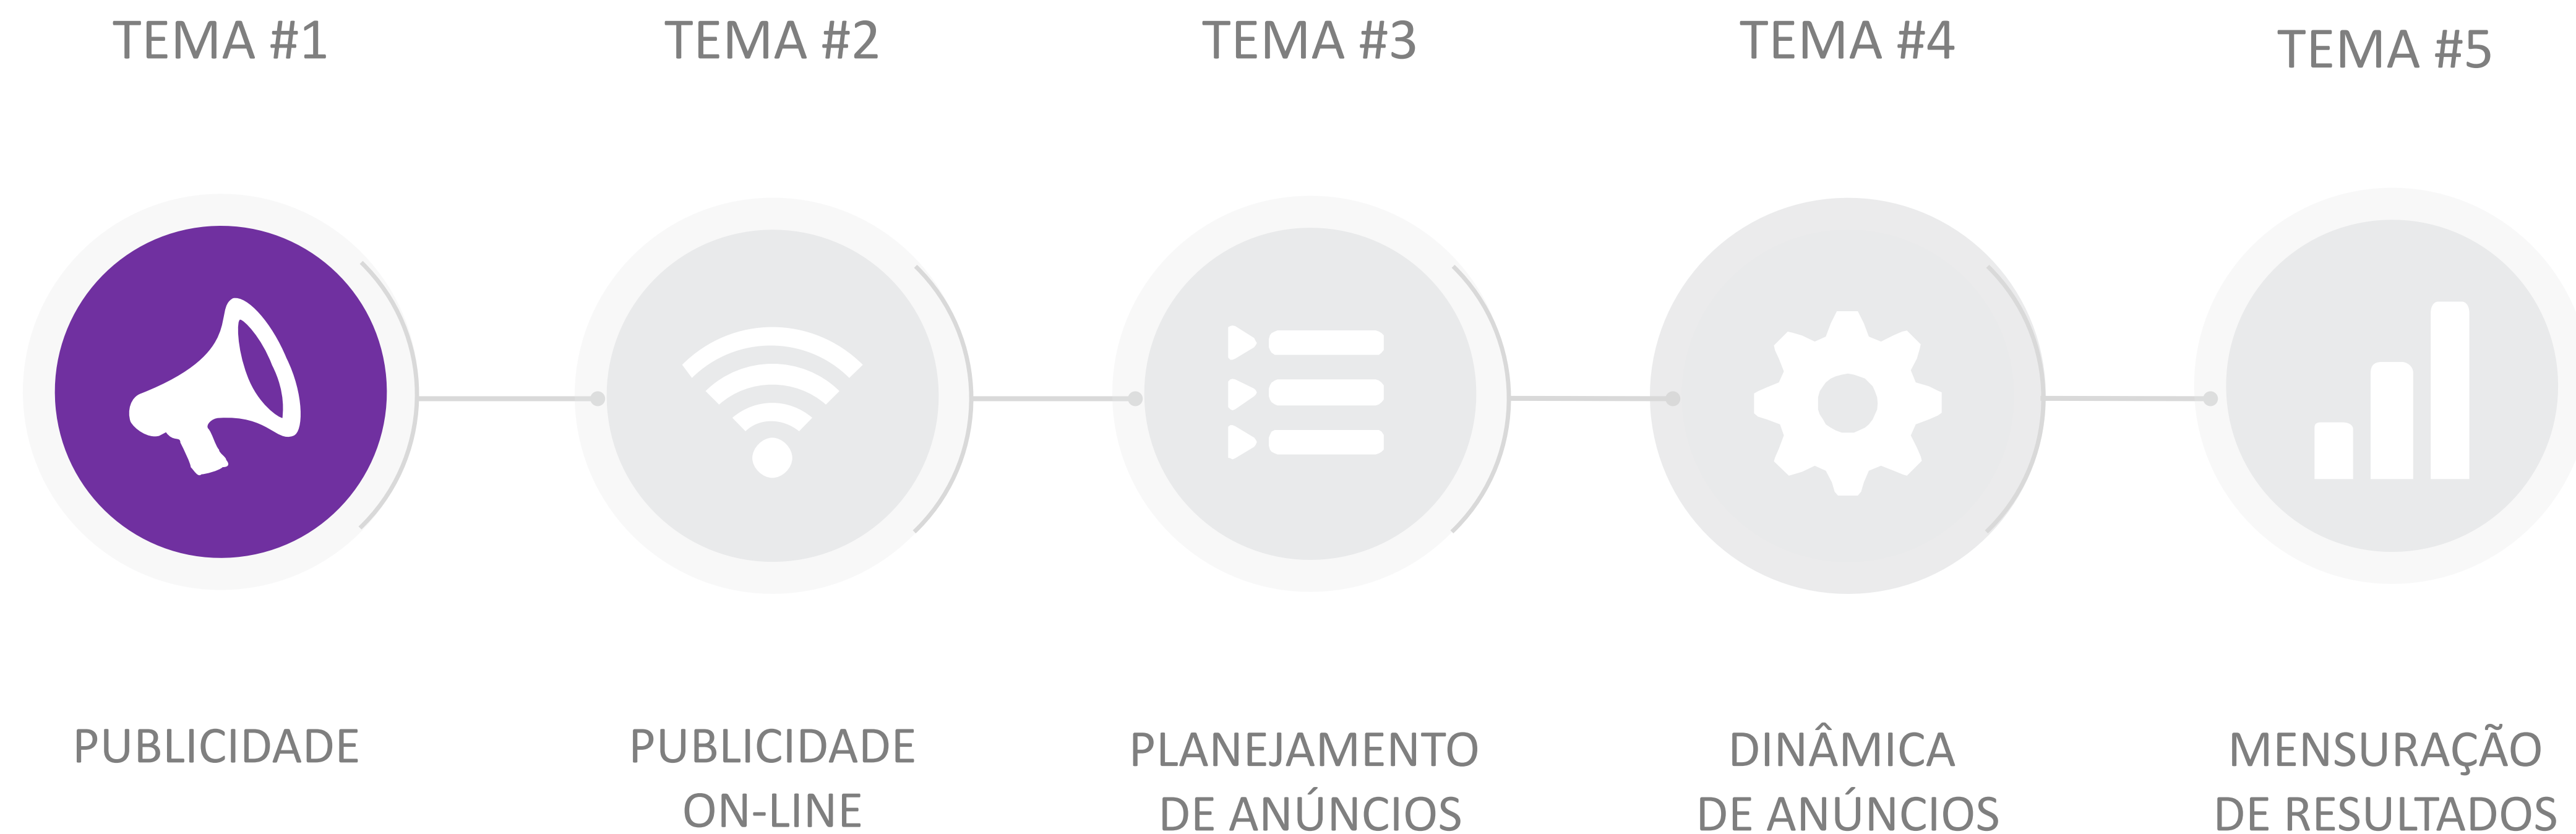 TEMA #1
TEMA #2
TEMA #3
TEMA #4
TEMA #5
PUBLICIDADE
PUBLICIDADE
ON-LINE
PLANEJAMENTO
DE ANÚNCIOS
DINÂMICA
DE ANÚNCIOS
MENSURAÇÃO
DE RESULTADOS